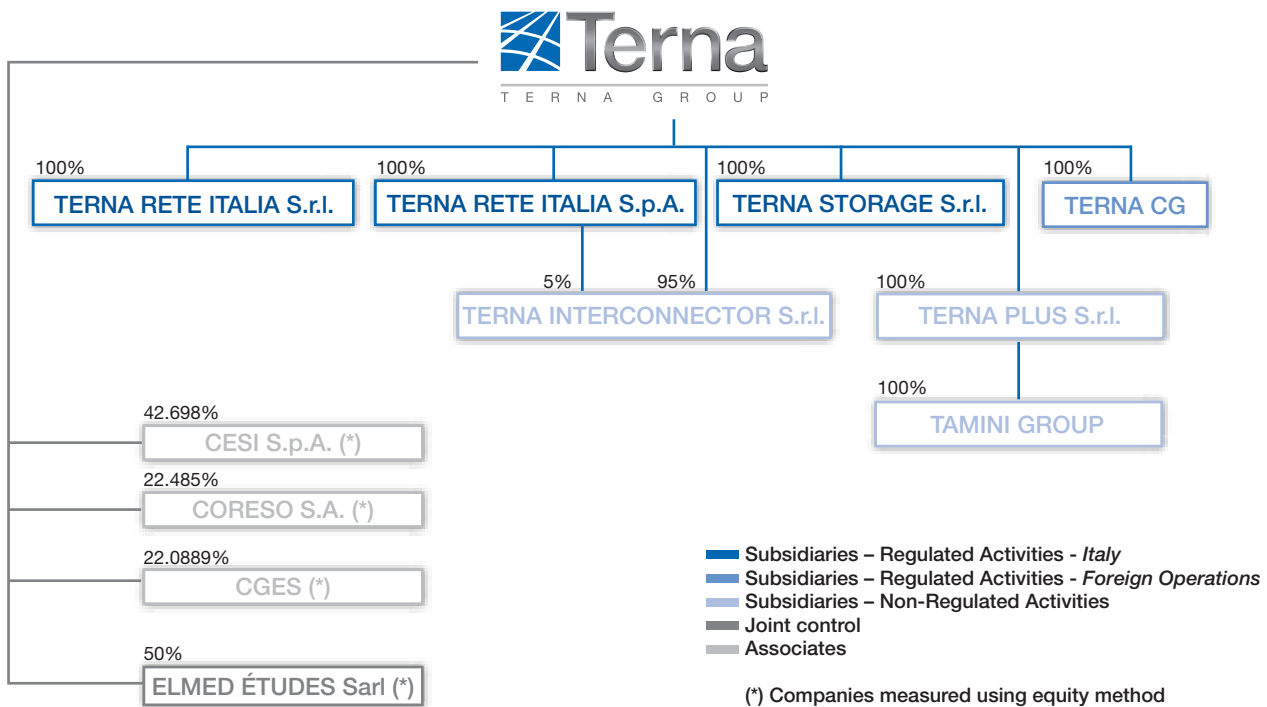 Terna
TERNA GROUP
100%
TERNA RETE ITALIA S.r.l.
100%
TERNA RETE ITALIA S.p.A.
100%
TERNA STORAGE S.r.l.
100%
TERNA CG
5%
95%
TERNA INTERCONNECTOR S.r.l.
100%
TERNA PLUS S.r.l.
100%
TAMINI GROUP
42.698%
CESI S.p.A. (*)
22.485%
CORESO S.A. (*)
22.0889%
CGES (*)
50%
ELMED ÉTUDES Sarl (*)
Subsidiaries – Regulated Activities - Italy
Subsidiaries – Regulated Activities - Foreign Operations
Subsidiaries – Non-Regulated Activities
Joint control
Associates
(*) Companies measured using equity method